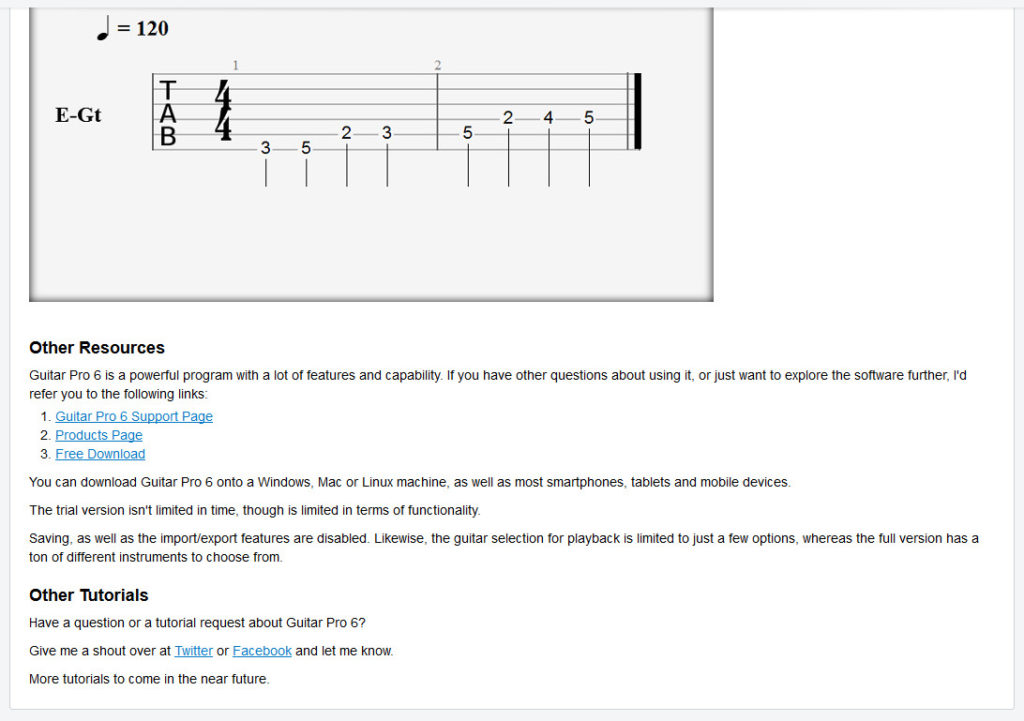 = 120
1 2
T
A
B
4
4
E-Gt
2 4 5
2 3 5
3 5
Other Resources
Guitar Pro 6 is a powerful program with a lot of features and capability. If you have other questions about using it, or just want to explore the software further, I'd
refer you to the following links:
1. Guitar Pro 6 Support Page
2. Products Page
3. Free Download
You can download Guitar Pro 6 onto a Windows, Mac or Linux machine, as well as most smartphones, tablets and mobile devices.
The trial version isn't limited in time, though is limited in terms of functionality.
Saving, as well as the import/export features are disabled. Likewise, the guitar selection for playback is limited to just a few options, whereas the full version has a
ton of different instruments to choose from.
Other Tutorials
Have a question or a tutorial request about Guitar Pro 6?
Give me a shout over at Twitter or Facebook and let me know.
More tutorials to come in the near future.